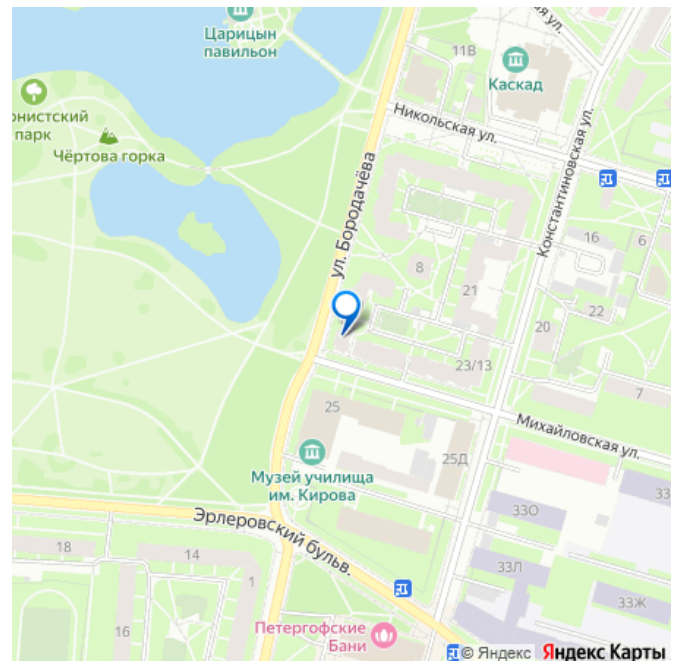 Царицын
павильон
11В
Каскад
онистский
парк
Никольская ул.
Чёртова горка
Константиновская ул.
ул. Бородачёва
16
6
8
21
22
20
23/13
7
25
Михайловская ул.
25Д
Музей училища
им. Кирова
33
33О
Эрлеровский бульв.
18
14
1
33Л
33Ж
16
Петергофские
Бани
© Яндекс Яндекс Карты